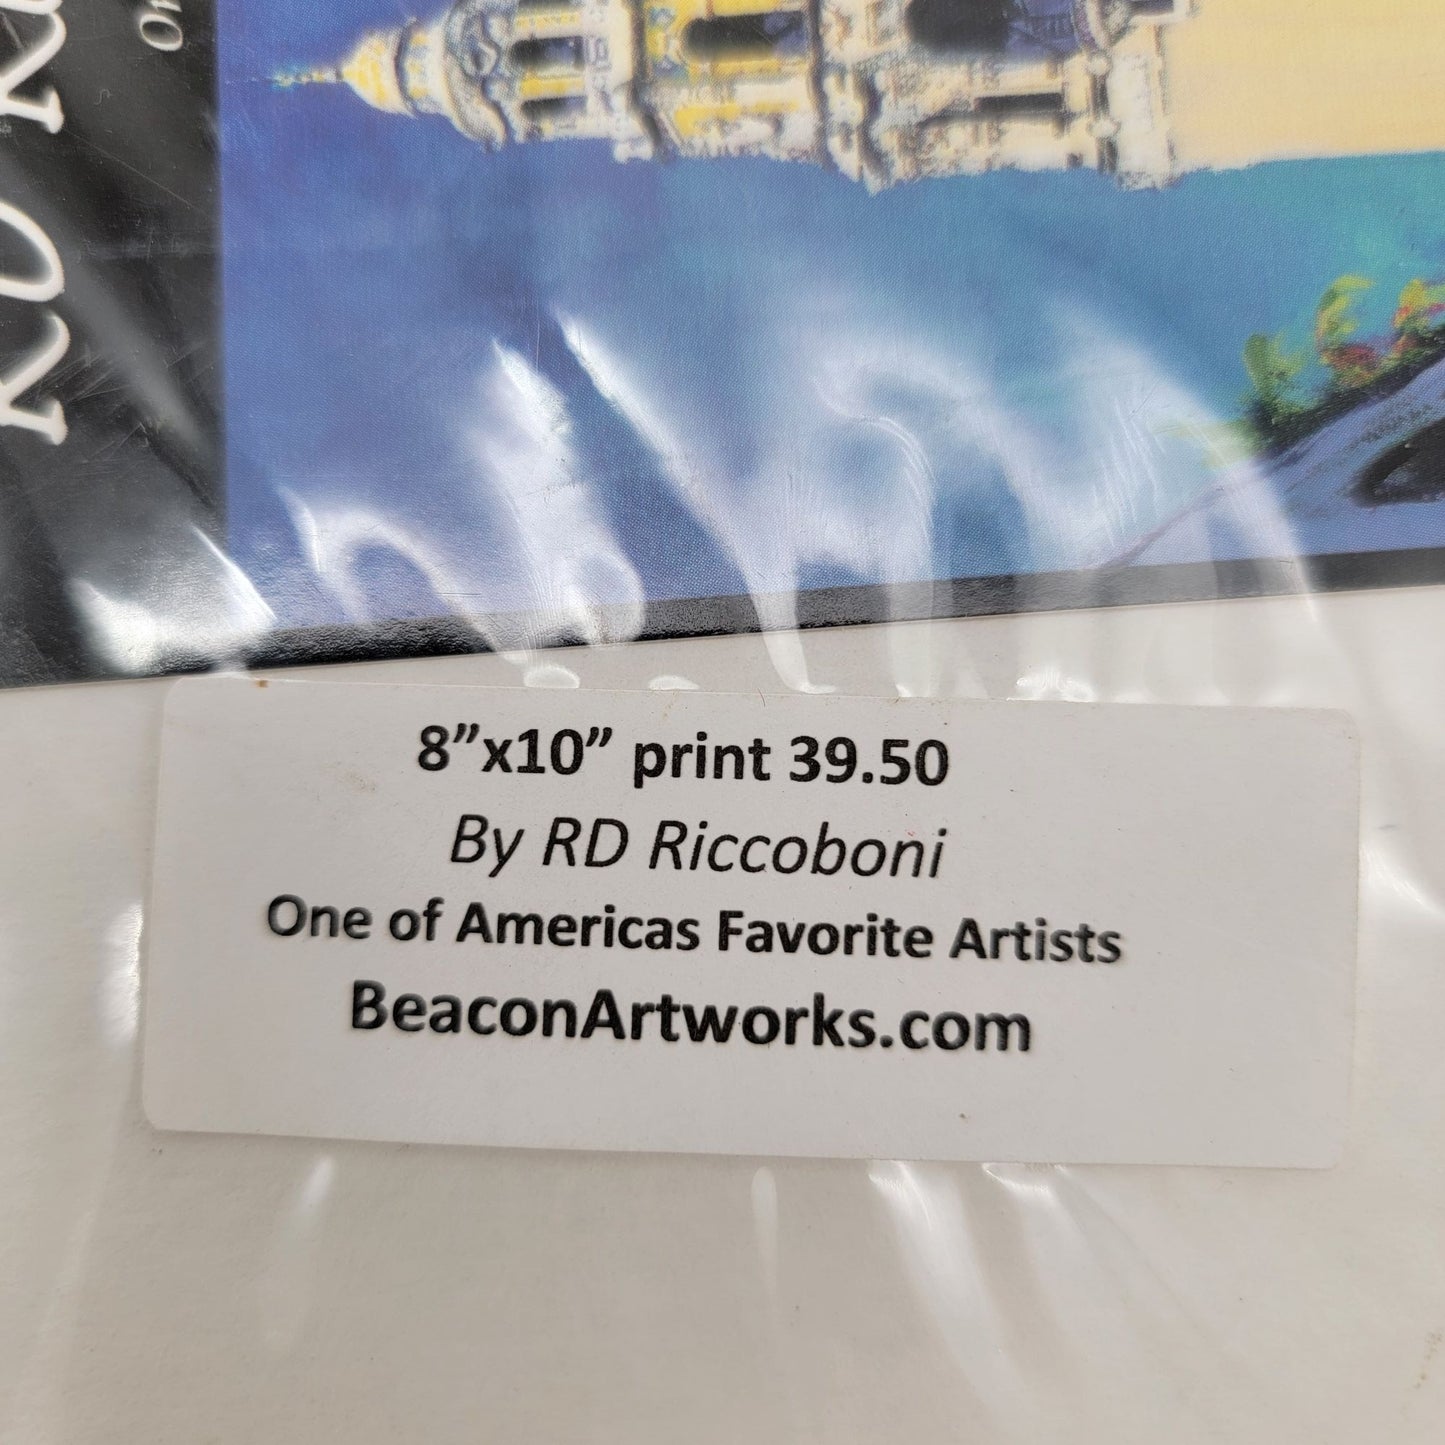 8”x10” print 39.50
By RD Riccoboni
One of Americas Favorite Artists
BeaconArtworks.com